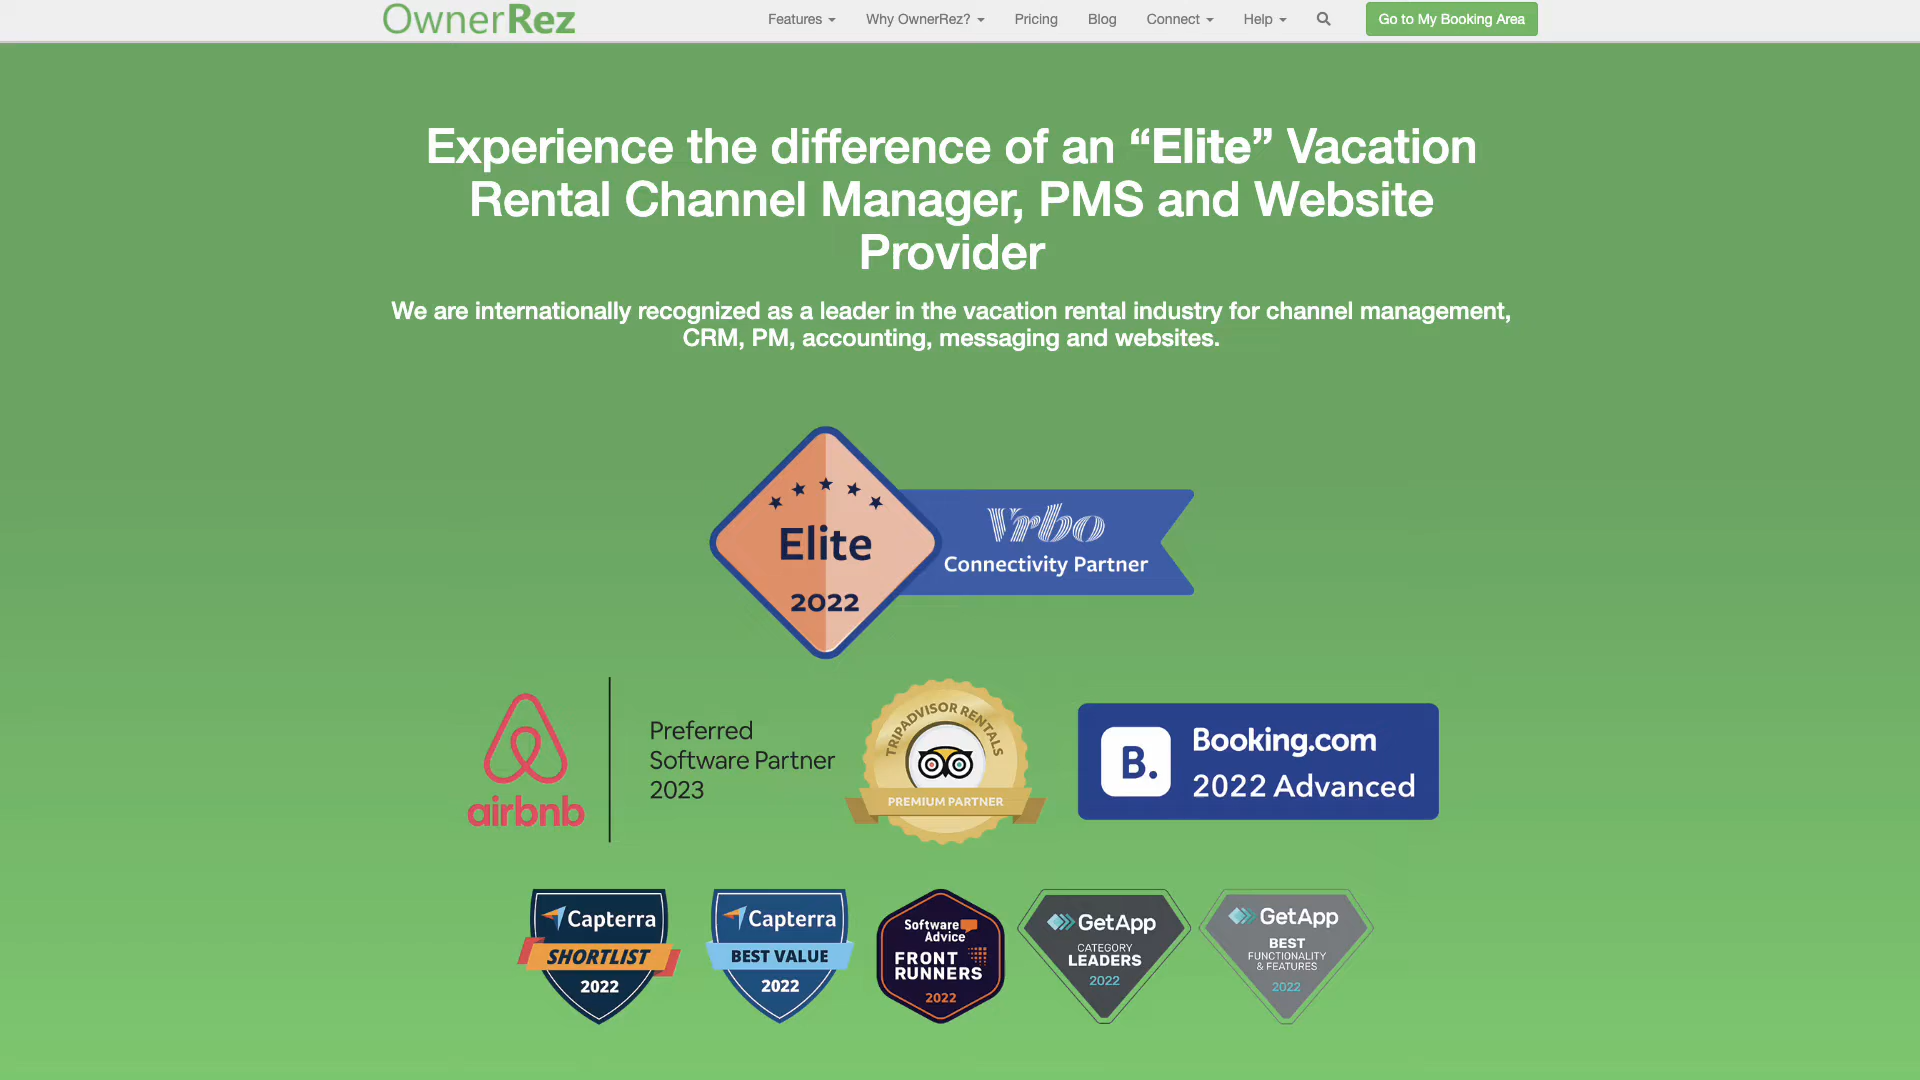 OwnerRez
Features
Why OwnerRez?
Pricing
Blog
Connect
Help
Go to My Booking Area
Experience the difference of an “Elite” Vacation
Rental Channel Manager, PMS and Website
Provider
We are internationally recognized as a leader in the vacation rental industry for channel management,
CRM, PM, accounting, messaging and websites.
Elite
2022
Vrbo
Connectivity Partner
airbnb
Preferred
Software Partner
2023
TRIPADVISOR RENTALS
PREMIUM PARTNER
B.
Booking.com
2022 Advanced
Capterra
SHORTLIST
2022
Capterra
BEST VALUE
2022
Software
Advice
FRONT
RUNNERS
2022
GetApp
CATEGORY
LEADERS
2022
GetApp
BEST
FUNCTIONALITY
& FEATURES
2022